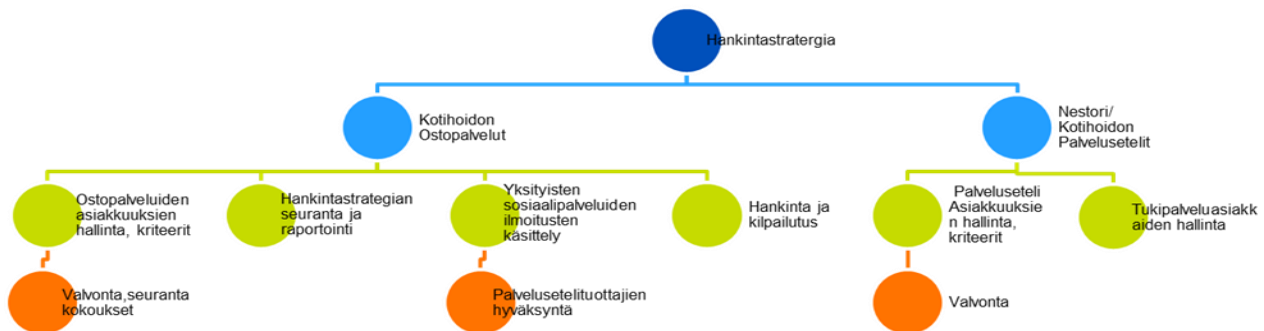 Hankintastratergia
Kotihoidon
Ostopalvelut
Nestori/
Kotihoidon
Palvelusetelit
Ostopalveluiden
asiakkuuksien
hallinta, kriteerit
Hankintastrategian
seuranta ja
raportointi
Yksityisten
sosiaalipalveluiden
ilmoitusten
käsittely
Hankinta ja
kilpailutus
Palveluseteli
Asiakkuuksie
n hallinta,
kriteerit
Tukipalveluasiakk
aiden hallinta
Valvonta,seuranta
kokoukset
Palvelusetelituottajien
hyväksyntä
Valvonta